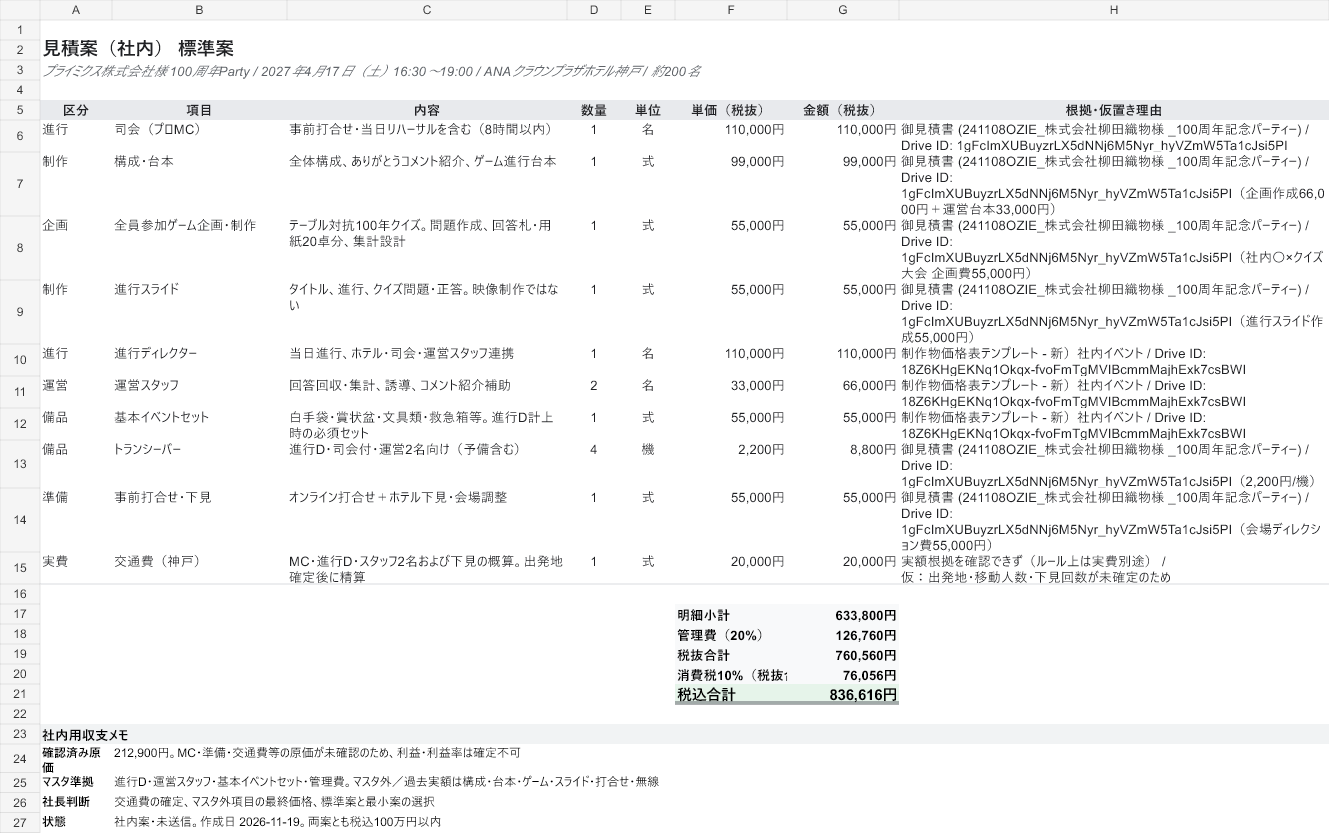 A B C D E F G H
1
2 見積案（社内） 標準案
3 プライミクス株式会社様100周年Party / 2027年4月17日（土）16:30～19:00 / ANAクラウンプラザホテル神戸 / 約200名
4
5 区分 項目 内容 数量 単位 単価（税抜） 金額（税抜） 根拠・仮置き理由
6 進行 司会（プロMC） 事前打合せ・当日リハーサルを含む（8時間以内） 1 名 110,000円 110,000円 御見積書 (241108OZIE_株式会社柳田織物様 _100周年記念パーティー) /
Drive ID: 1gFcImXUBuyzrLX5dNNj6M5Nyr_hyVZmW5Ta1cJsi5PI
7 制作 構成・台本 全体構成、ありがとうコメント紹介、ゲーム進行台本 1 式 99,000円 99,000円 御見積書 (241108OZIE_株式会社柳田織物様 _100周年記念パーティー) /
Drive ID:
1gFcImXUBuyzrLX5dNNj6M5Nyr_hyVZmW5Ta1cJsi5PI（企画作成66,0
00円＋運営台本33,000円）
8 企画 全員参加ゲーム企画・制作 テーブル対抗100年クイズ。問題作成、回答札・用 1 式 55,000円 55,000円 御見積書 (241108OZIE_株式会社柳田織物様 _100周年記念パーティー) /
紙20卓分、集計設計 Drive ID:
1gFcImXUBuyzrLX5dNNj6M5Nyr_hyVZmW5Ta1cJsi5PI（社内〇×クイズ
大会 企画費55,000円）
9 制作 進行スライド タイトル、進行、クイズ問題・正答。映像制作ではな 1 式 55,000円 55,000円 御見積書 (241108OZIE_株式会社柳田織物様 _100周年記念パーティー) /
い Drive ID:
1gFcImXUBuyzrLX5dNNj6M5Nyr_hyVZmW5Ta1cJsi5PI（進行スライド作
成55,000円）
10 進行 進行ディレクター 当日進行、ホテル・司会・運営スタッフ連携 1 名 110,000円 110,000円 制作物価格表テンプレート - 新）社内イベント / Drive ID:
18Z6KHgEKNq1Okqx-fvoFmTgMVIBcmmMajhExk7csBWI
11 運営 運営スタッフ 回答回収・集計、誘導、コメント紹介補助 2 名 33,000円 66,000円 制作物価格表テンプレート - 新）社内イベント / Drive ID:
18Z6KHgEKNq1Okqx-fvoFmTgMVIBcmmMajhExk7csBWI
12 備品 基本イベントセット 白手袋・賞状盆・文具類・救急箱等。進行D計上 1 式 55,000円 55,000円 制作物価格表テンプレート - 新）社内イベント / Drive ID:
時の必須セット 18Z6KHgEKNq1Okqx-fvoFmTgMVIBcmmMajhExk7csBWI
13 備品 トランシーバー 進行D・司会付・運営2名向け（予備含む） 4 機 2,200円 8,800円 御見積書 (241108OZIE_株式会社柳田織物様 _100周年記念パーティー) /
Drive ID:
1gFcImXUBuyzrLX5dNNj6M5Nyr_hyVZmW5Ta1cJsi5PI（2,200円/機）
14 準備 事前打合せ・下見 オンライン打合せ＋ホテル下見・会場調整 1 式 55,000円 55,000円 御見積書 (241108OZIE_株式会社柳田織物様 _100周年記念パーティー) /
Drive ID:
1gFcImXUBuyzrLX5dNNj6M5Nyr_hyVZmW5Ta1cJsi5PI（会場ディレクシ
ョン費55,000円）
15 実費 交通費（神戸） MC・進行D・スタッフ2名および下見の概算。出発地 1 式 20,000円 20,000円 実額根拠を確認できず（ルール上は実費別途） /
確定後に精算 仮：出発地・移動人数・下見回数が未確定のため
16
17 明細小計 633,800円
18 管理費（20%） 126,760円
19 税抜合計 760,560円
20 消費税10%（税抜 76,056円
21 税込合計 836,616円
22
23 社内用収支メモ
24 確認済み原 212,900円。MC・準備・交通費等の原価が未確認のため、利益・利益率は確定不可
価
25 マスタ準拠 進行D・運営スタッフ・基本イベントセット・管理費。マスタ外／過去実額は構成・台本・ゲーム・スライド・打合せ・無線
26 社長判断 交通費の確定、マスタ外項目の最終価格、標準案と最小案の選択
27 状態 社内案・未送信。作成日 2026-11-19。両案とも税込100万円以内